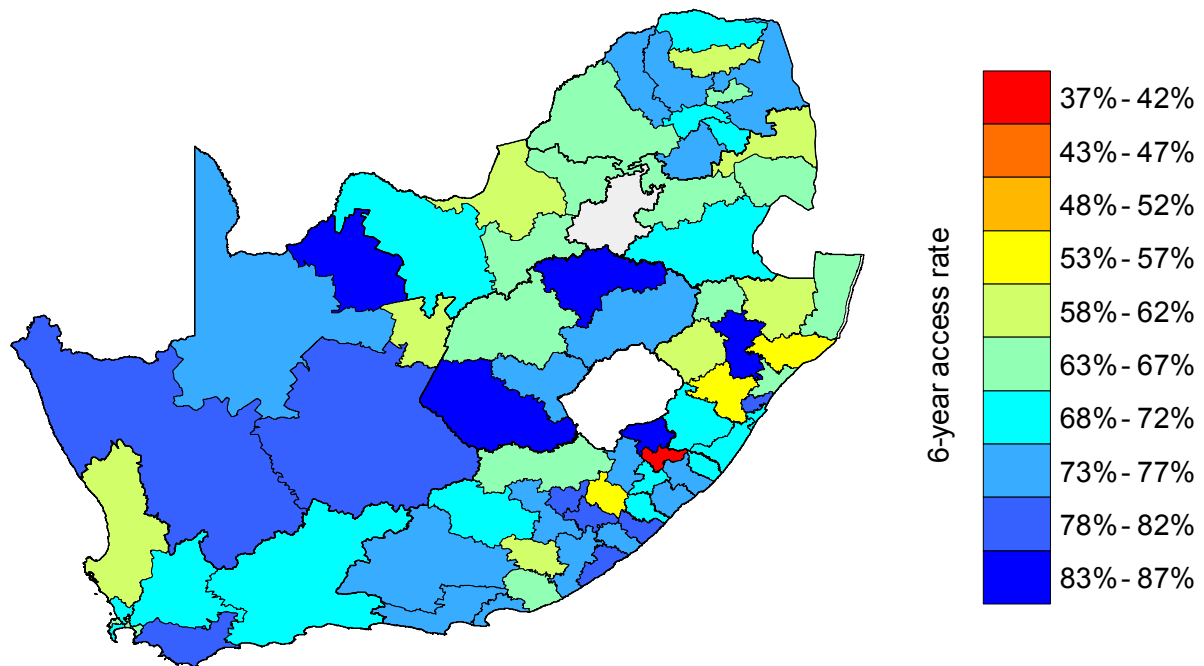 6-year access rate
37% - 42%
43% - 47%
48% - 52%
53% - 57%
58% - 62%
63% - 67%
68% - 72%
73% - 77%
78% - 82%
83% - 87%